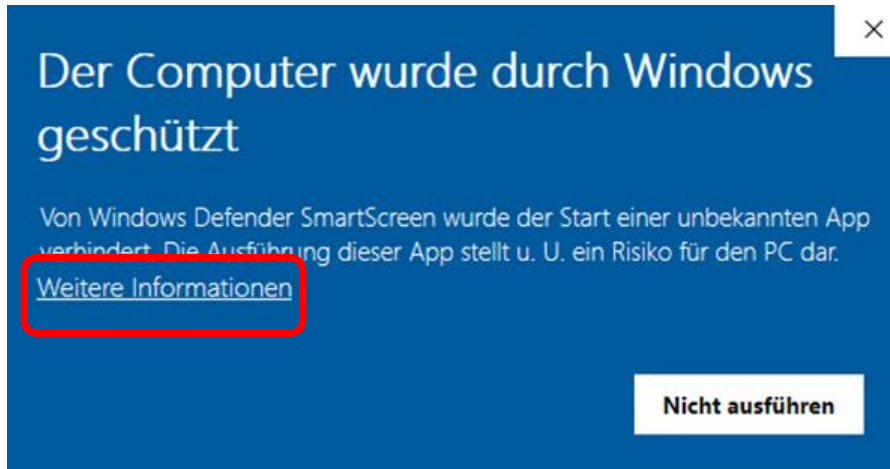 Der Computer wurde durch Windows
geschützt
Von Windows Defender SmartScreen wurde der Start einer unbekannten App
verhindert. Die Ausführung dieser App stellt u. U. ein Risiko für den PC dar.
Weitere Informationen
Nicht ausführen